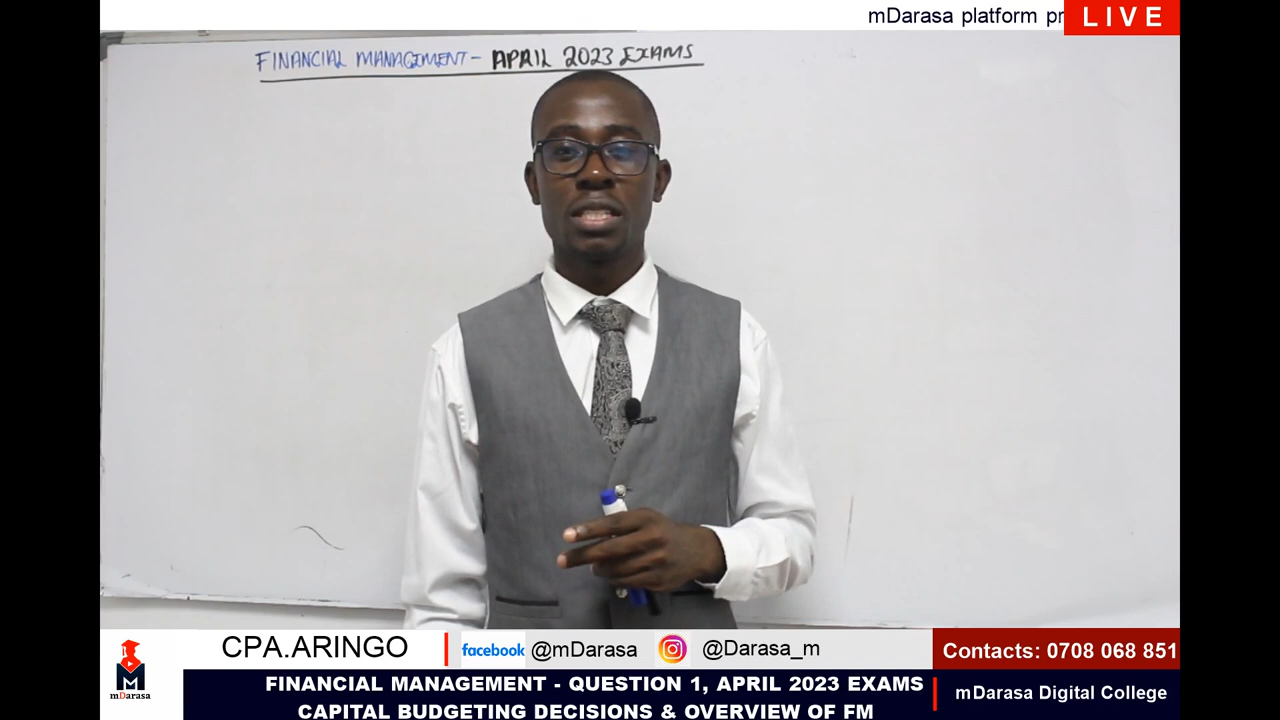 mDarasa platform pr
LIVE
FINANCIAL MANAGEMENT - APRIL 2023 EXAMS
CPA.ARINGO
facebook @mDarasa
@Darasa_m
Contacts: 0708 068 851
M
mDarasa
FINANCIAL MANAGEMENT - QUESTION 1, APRIL 2023 EXAMS
CAPITAL BUDGETING DECISIONS & OVERVIEW OF FM
mDarasa Digital College